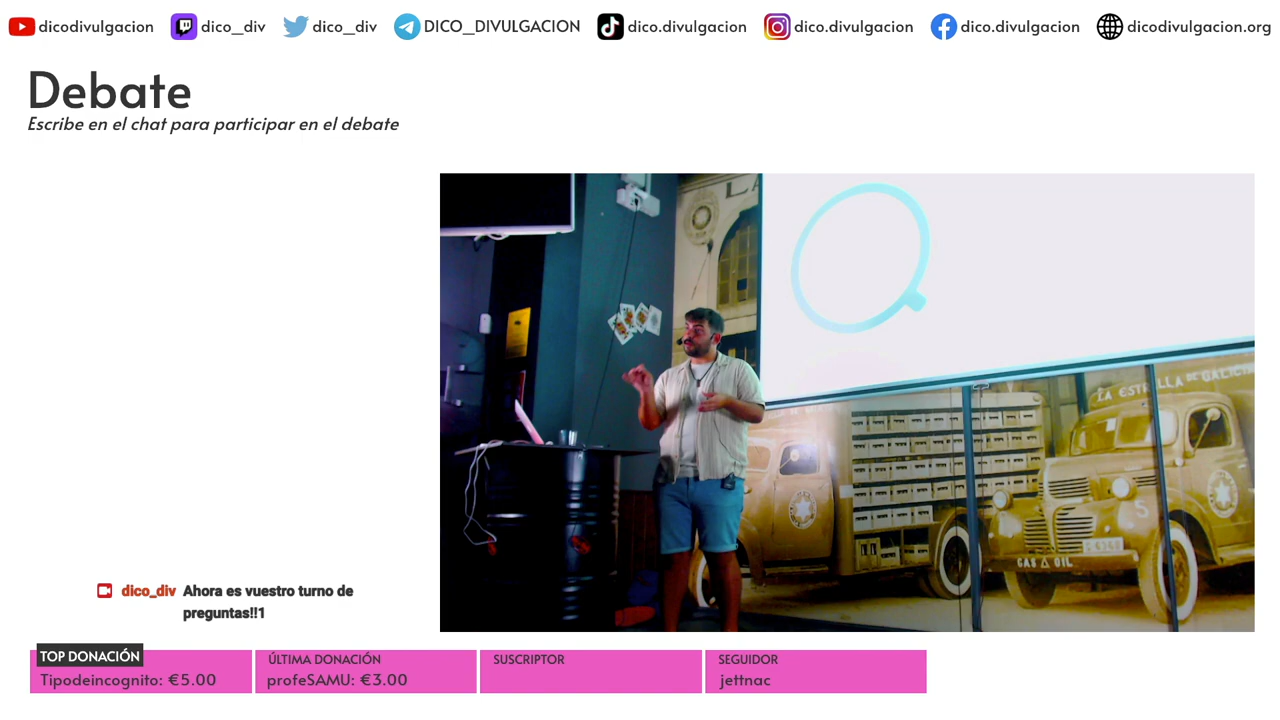 dicodivulgacion dico_div dico_div DICO_DIVULGACION dico.divulgacion dico.divulgacion dico.divulgacion dicodivulgacion.org
Debate
Escribe en el chat para participar en el debate
LA
LA ESTRELLA DE GALICIA
5
GAS OIL
dico_div Ahora es vuestro turno de
preguntas!!1
TOP DONACIÓN ÚLTIMA DONACIÓN SUSCRIPTOR SEGUIDOR
Tipodeincognito: €5.00 profeSAMU: €3.00 jettnac